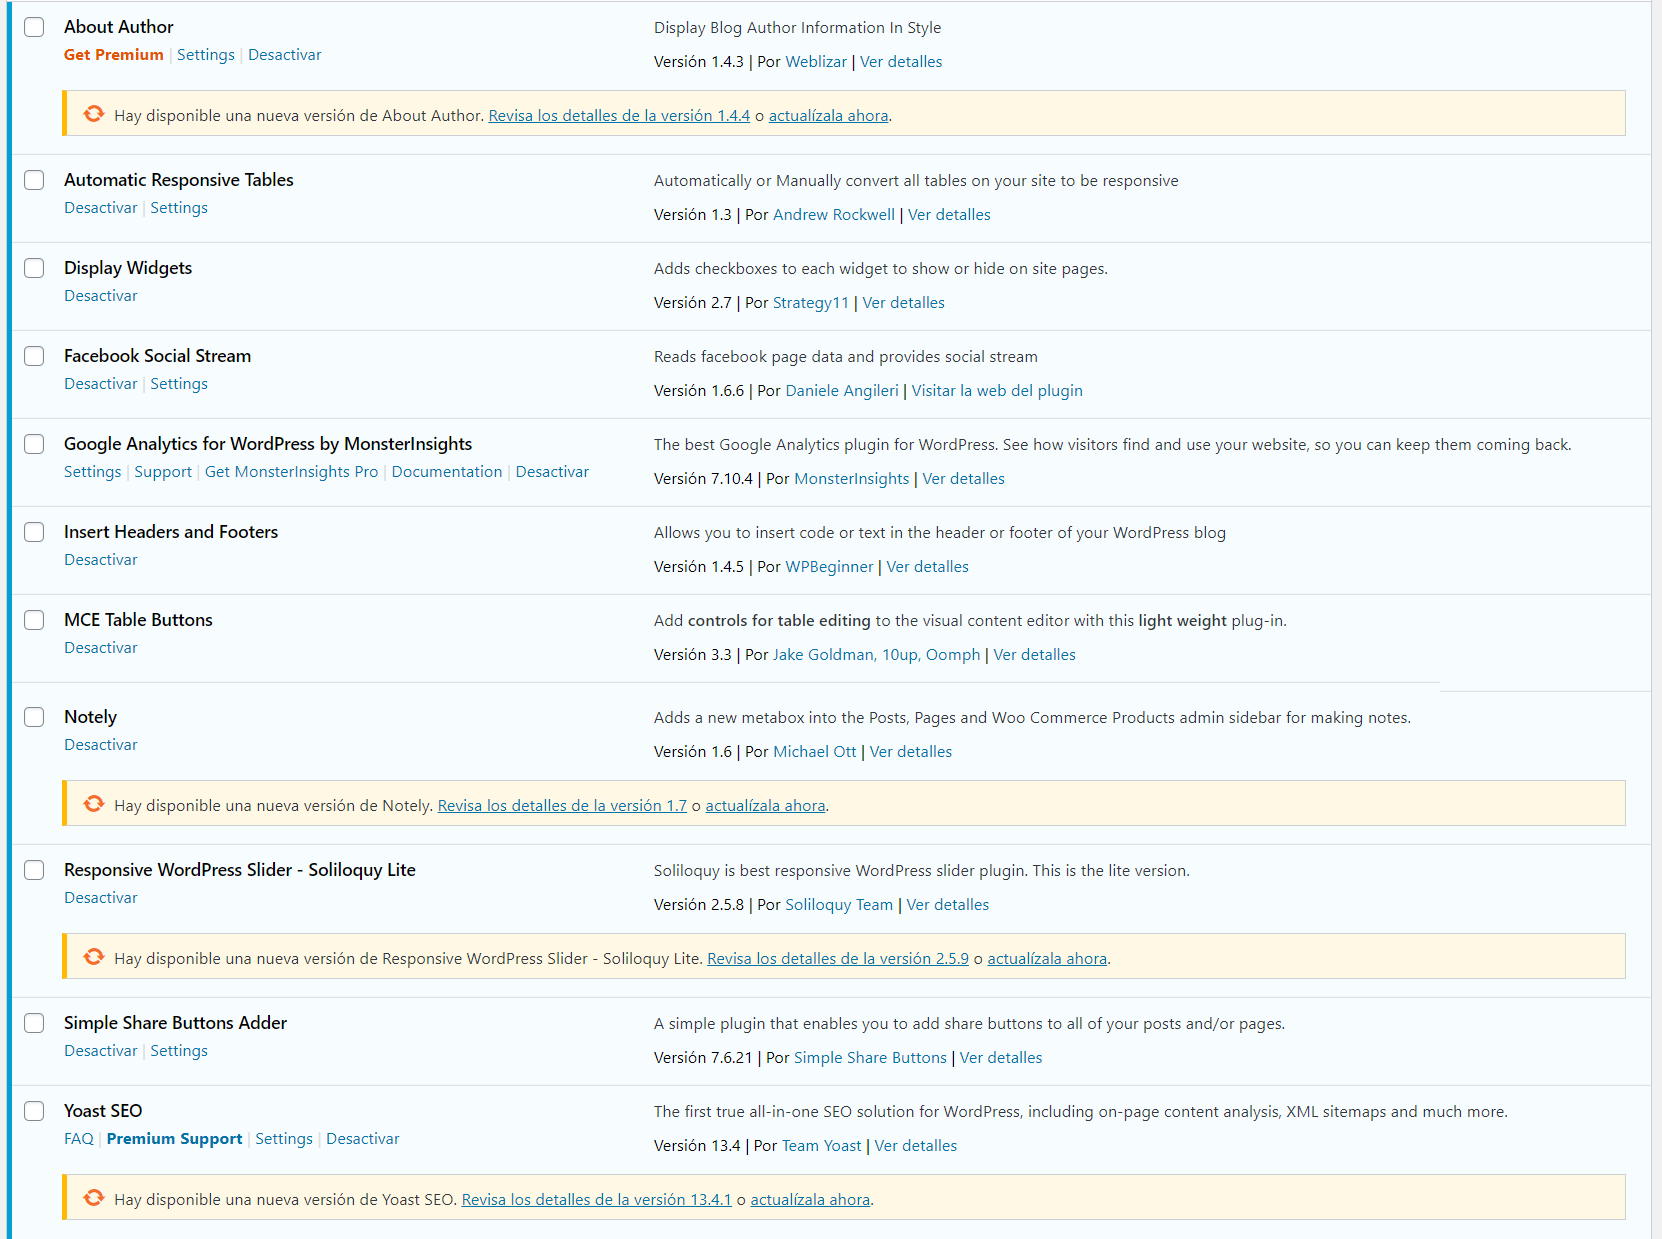 About Author
Display Blog Author Information In Style
Get Premium | Settings | Desactivar
Versión 1.4.3 | Por Weblizar | Ver detalles
Hay disponible una nueva versión de About Author. Revisa los detalles de la versión 1.4.4 o actualízala ahora.
Automatic Responsive Tables
Automatically or Manually convert all tables on your site to be responsive
Desactivar | Settings
Versión 1.3 | Por Andrew Rockwell | Ver detalles
Display Widgets
Adds checkboxes to each widget to show or hide on site pages.
Desactivar
Versión 2.7 | Por Strategy11 | Ver detalles
Facebook Social Stream
Reads facebook page data and provides social stream
Desactivar | Settings
Versión 1.6.6 | Por Daniele Angileri | Visitar la web del plugin
Google Analytics for WordPress by MonsterInsights
The best Google Analytics plugin for WordPress. See how visitors find and use your website, so you can keep them coming back.
Settings | Support | Get MonsterInsights Pro | Documentation | Desactivar
Versión 7.10.4 | Por MonsterInsights | Ver detalles
Insert Headers and Footers
Allows you to insert code or text in the header or footer of your WordPress blog
Desactivar
Versión 1.4.5 | Por WPBeginner | Ver detalles
MCE Table Buttons
Add controls for table editing to the visual content editor with this light weight plug-in.
Desactivar
Versión 3.3 | Por Jake Goldman, 10up, Oomph | Ver detalles
Notely
Adds a new metabox into the Posts, Pages and Woo Commerce Products admin sidebar for making notes.
Desactivar
Versión 1.6 | Por Michael Ott | Ver detalles
Hay disponible una nueva versión de Notely. Revisa los detalles de la versión 1.7 o actualízala ahora.
Responsive WordPress Slider - Soliloquy Lite
Soliloquy is best responsive WordPress slider plugin. This is the lite version.
Desactivar
Versión 2.5.8 | Por Soliloquy Team | Ver detalles
Hay disponible una nueva versión de Responsive WordPress Slider - Soliloquy Lite. Revisa los detalles de la versión 2.5.9 o actualízala ahora.
Simple Share Buttons Adder
A simple plugin that enables you to add share buttons to all of your posts and/or pages.
Desactivar | Settings
Versión 7.6.21 | Por Simple Share Buttons | Ver detalles
Yoast SEO
The first true all-in-one SEO solution for WordPress, including on-page content analysis, XML sitemaps and much more.
FAQ | Premium Support | Settings | Desactivar
Versión 13.4 | Por Team Yoast | Ver detalles
Hay disponible una nueva versión de Yoast SEO. Revisa los detalles de la versión 13.4.1 o actualízala ahora.